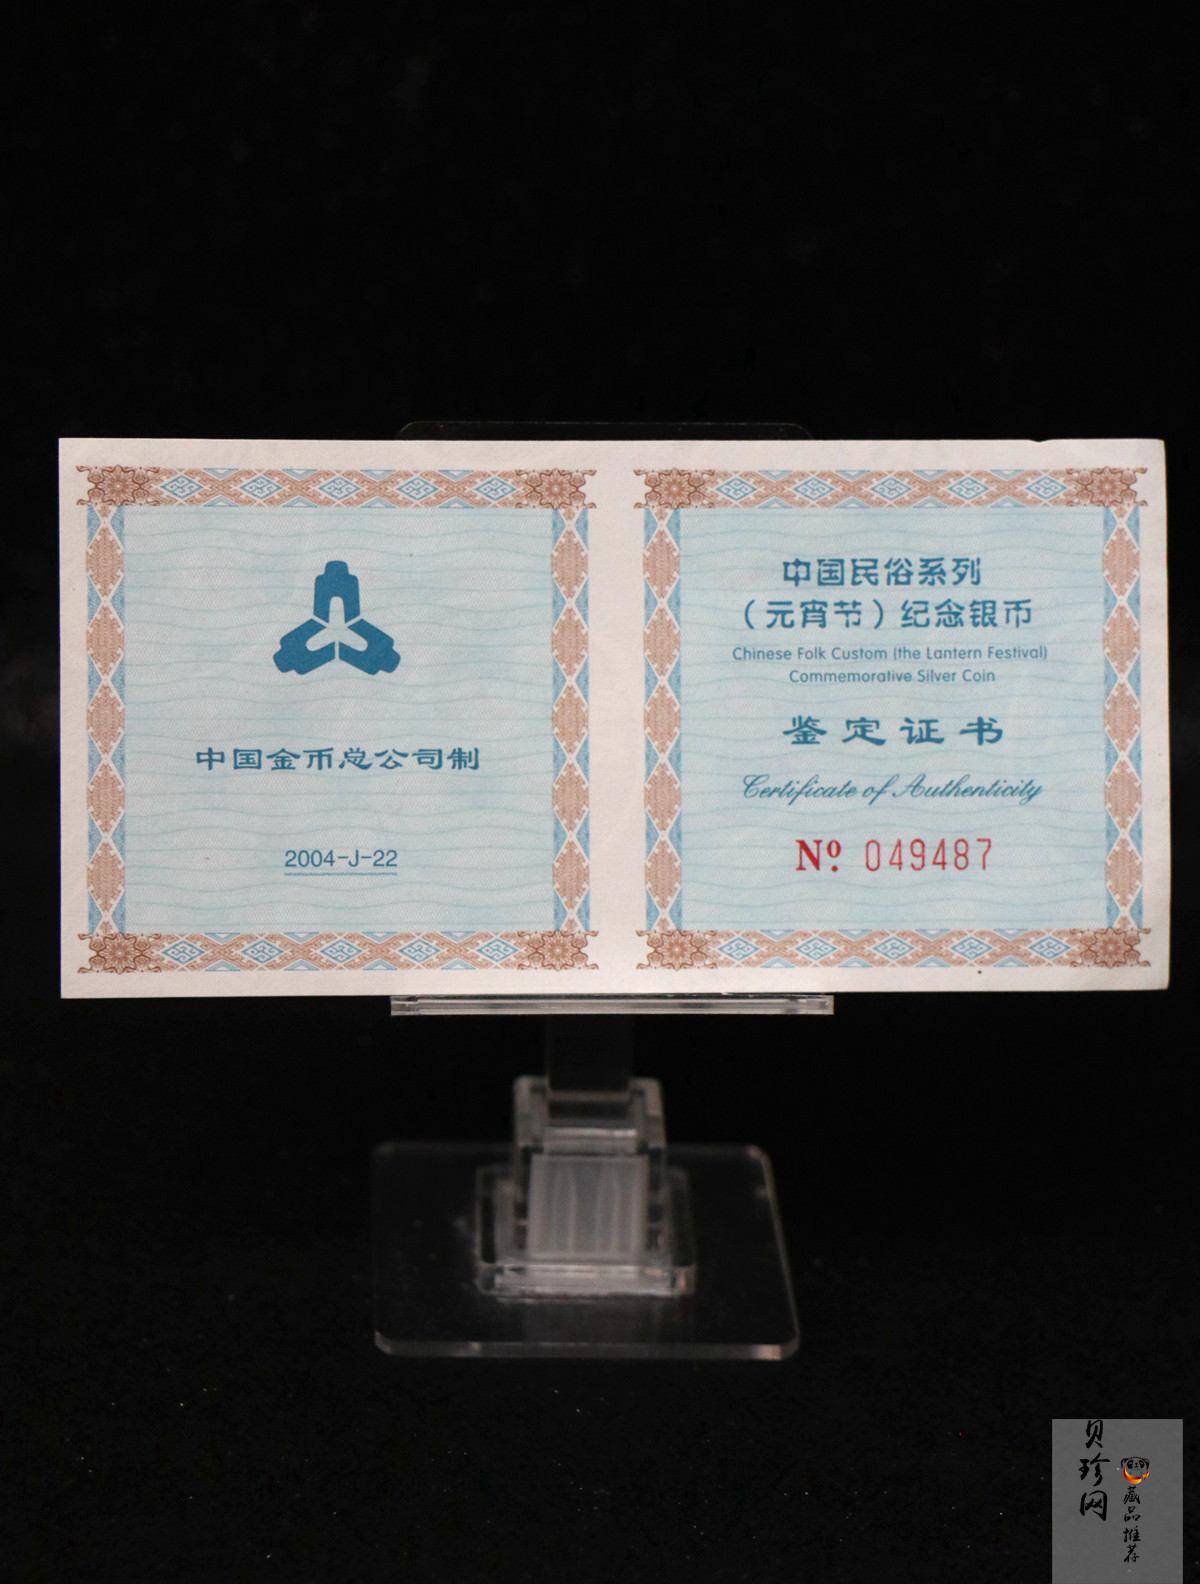 中国金币总公司制
2004-J-22
中国民俗系列
（元宵节）纪念银币
Chinese Folk Custom (the Lantern Festival)
Commemorative Silver Coin
鉴定证书
Certificate of Authenticity
Nº 049487
贝珍网
藏品推荐